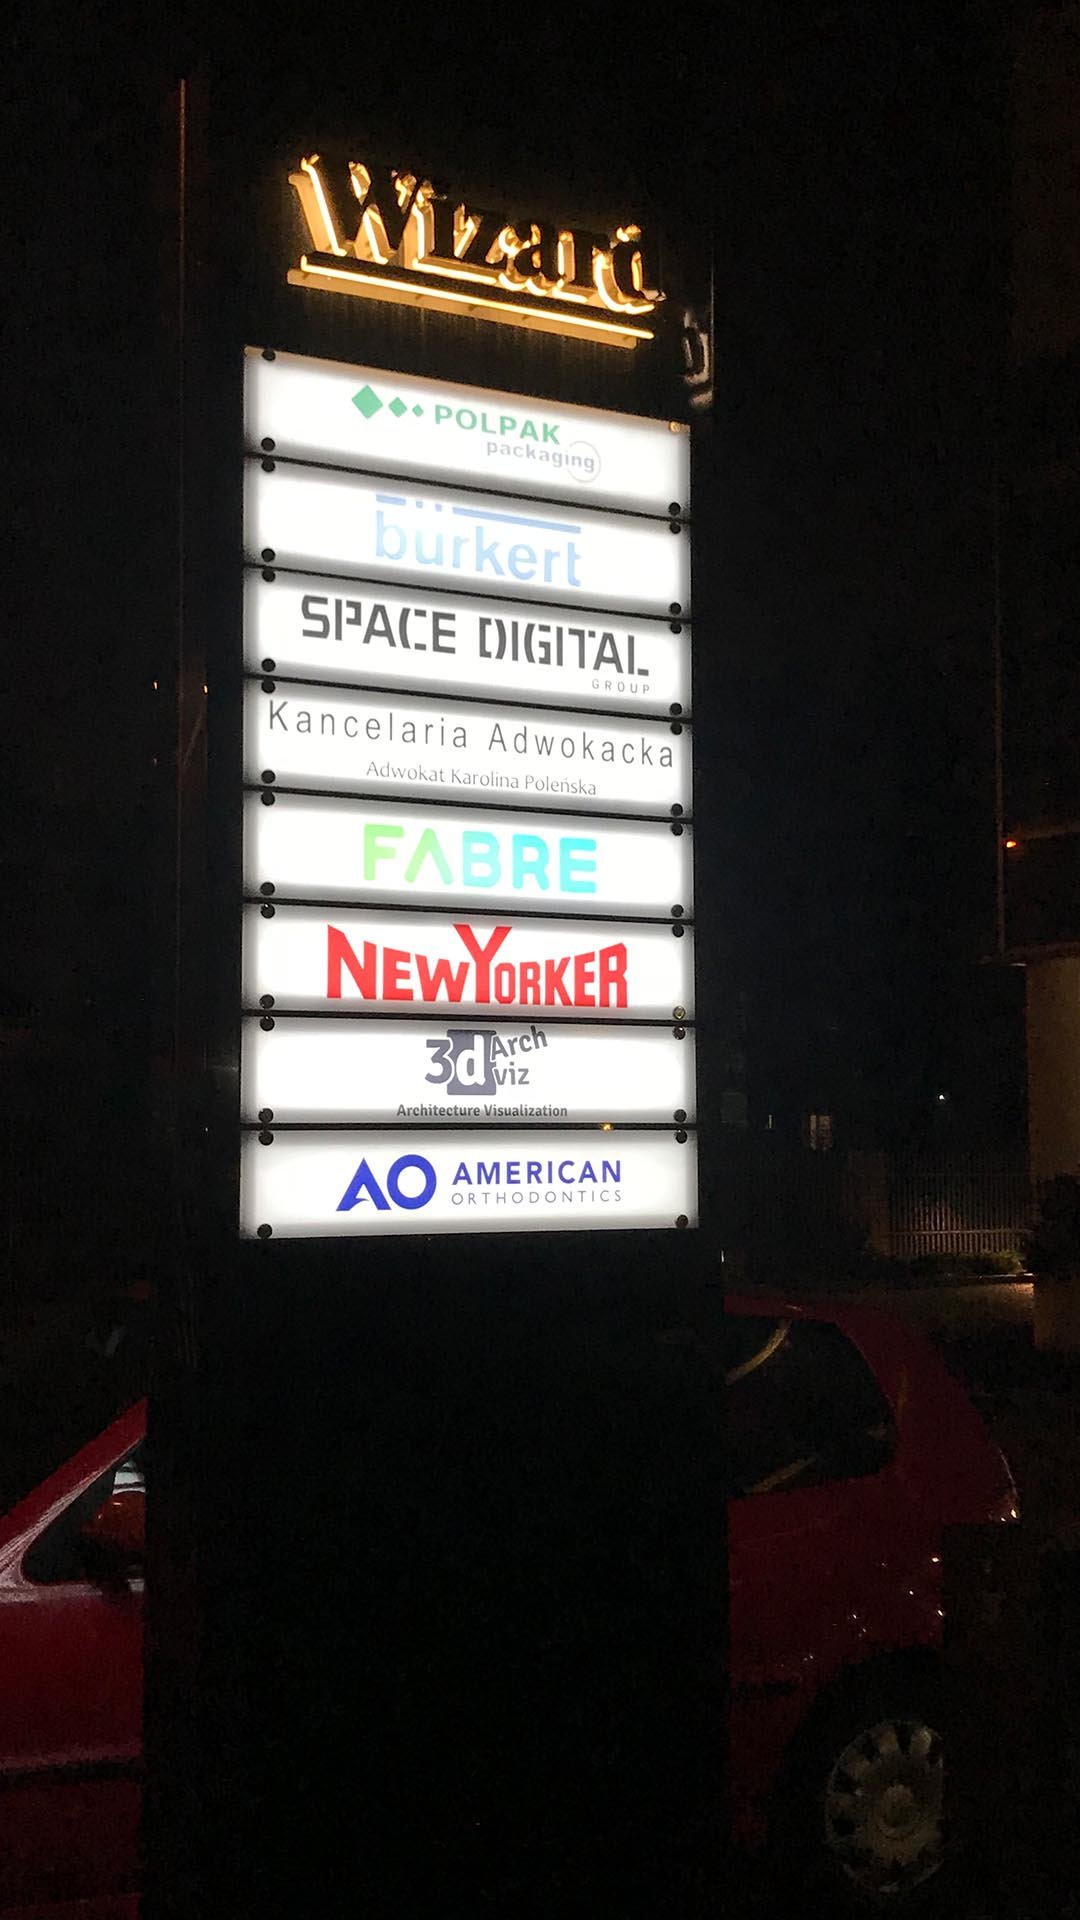 Wizard
POLPAK
packaging
bürkert
SPACE DIGITAL
GROUP
Kancelaria Adwokacka
Adwokat Karolina Poleńska
FABRE
NEWYORKER
3d Arch
viz
Architecture Visualization
AO AMERICAN
ORTHODONTICS